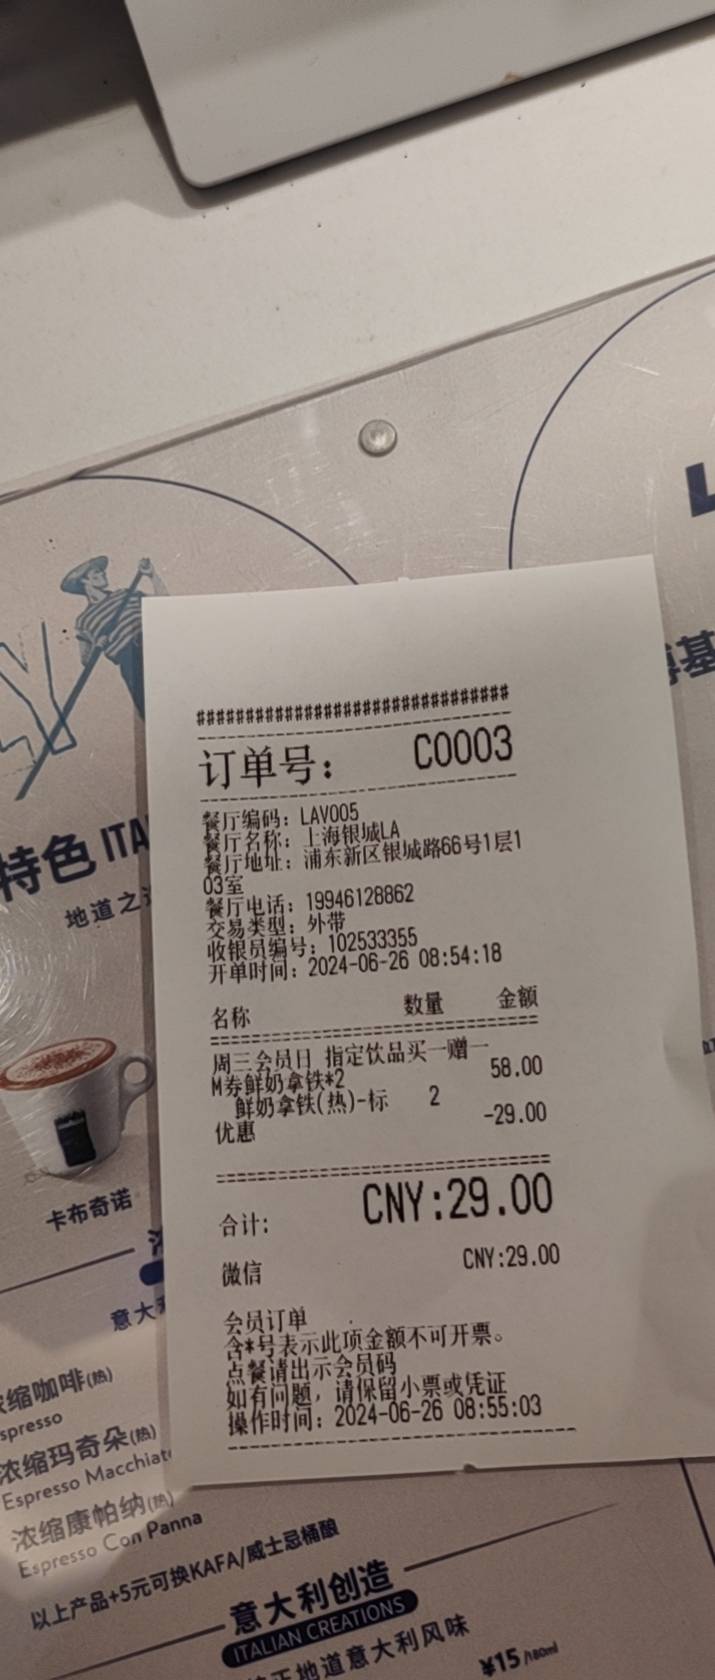 ################################
订单号： C0003
餐厅编码：LAV005
餐厅名称：上海银城LA
餐厅地址：浦东新区银城路66号1层1
03室
餐厅电话：19946128862
交易类型：外带
收银员编号：102533355
开单时间：2024-06-26 08:54:18
名称 数量 金额
周三会员日 指定饮品买一赠一
M券鲜奶拿铁*2 58.00
鲜奶拿铁(热)-标 2
优惠 -29.00
合计: CNY:29.00
微信 CNY:29.00
会员订单
含*号表示此项金额不可开票。
点餐请出示会员码
如有问题，请保留小票或凭证
操作时间：2024-06-26 08:55:03
特色 ITA
地道之
卡布奇诺
意大
缩咖啡(热)
spresso
浓缩玛奇朵(热)
Espresso Macchiat
浓缩康帕纳(热)
Espresso Con Panna
以上产品+5元可换KAFA/威士忌桶酿
意大利创造
ITALIAN CREATIONS
正地道意大利风味
¥15/180ml
L
基